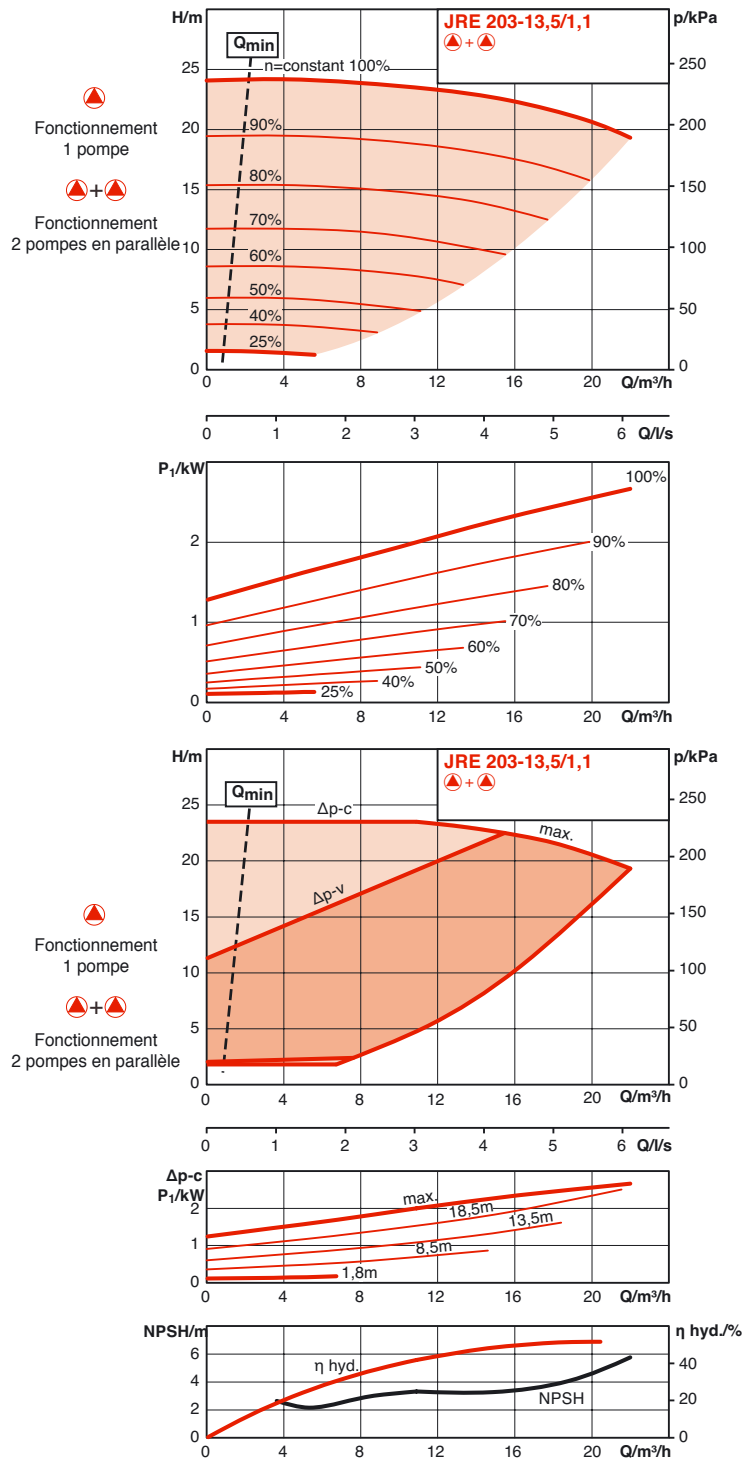 H/m
p/kPa
Qmin
JRE 203-13,5/1,1
+
n=constant 100%
90%
80%
70%
60%
50%
40%
25%
25
20
15
10
5
0
250
200
150
100
50
0
Fonctionnement
1 pompe
+
Fonctionnement
2 pompes en parallèle
0 4 8 12 16 20 Q/m³/h
0 1 2 3 4 5 6 Q/l/s
P1/kW
2
1
0
100%
90%
80%
70%
60%
50%
40%
25%
0 4 8 12 16 20 Q/m³/h
H/m
p/kPa
Qmin
JRE 203-13,5/1,1
+
Δp-c
max.
Δp-v
25
20
15
10
5
0
250
200
150
100
50
0
Fonctionnement
1 pompe
+
Fonctionnement
2 pompes en parallèle
0 4 8 12 16 20 Q/m³/h
0 1 2 3 4 5 6 Q/l/s
Δp-c
P1/kW
2
1
0
max.
18,5m
13,5m
8,5m
1,8m
0 4 8 12 16 20 Q/m³/h
NPSH/m
η hyd./%
6
4
2
0
40
20
0
η hyd.
NPSH
0 4 8 12 16 20 Q/m³/h